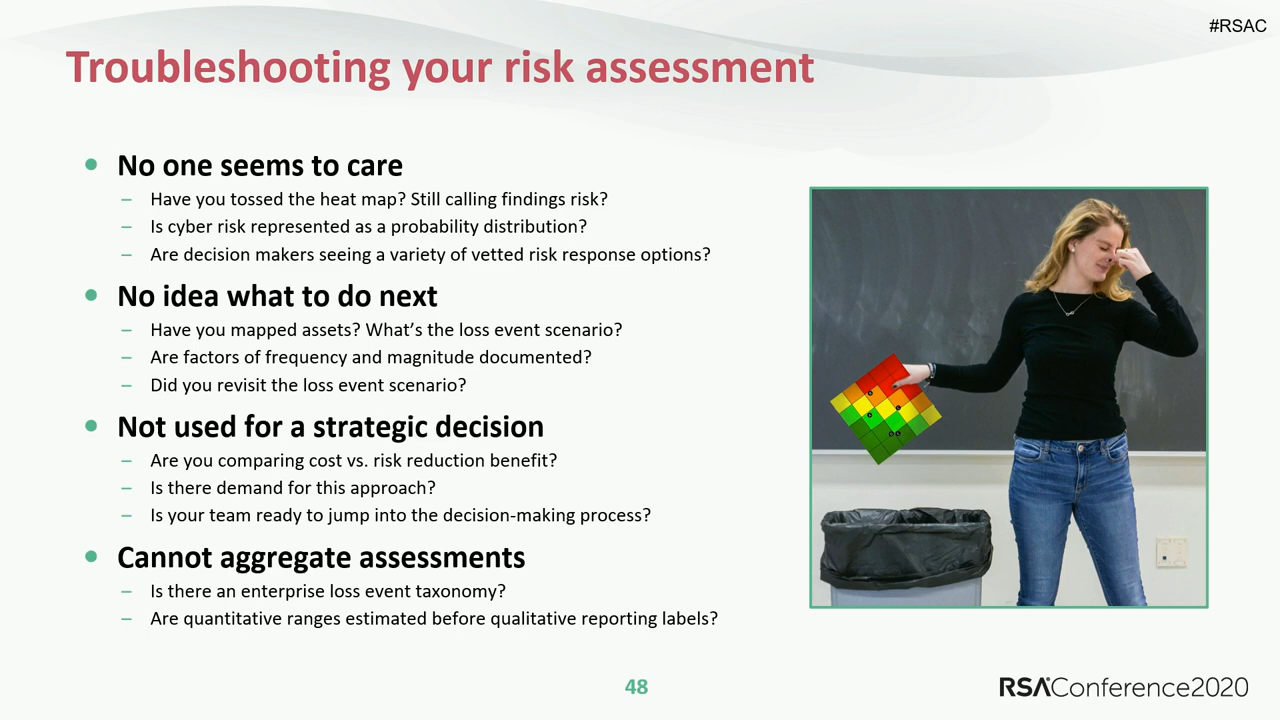 #RSAC
Troubleshooting your risk assessment
• No one seems to care
– Have you tossed the heat map? Still calling findings risk?
– Is cyber risk represented as a probability distribution?
– Are decision makers seeing a variety of vetted risk response options?
• No idea what to do next
– Have you mapped assets? What's the loss event scenario?
– Are factors of frequency and magnitude documented?
– Did you revisit the loss event scenario?
• Not used for a strategic decision
– Are you comparing cost vs. risk reduction benefit?
– Is there demand for this approach?
– Is your team ready to jump into the decision-making process?
• Cannot aggregate assessments
– Is there an enterprise loss event taxonomy?
– Are quantitative ranges estimated before qualitative reporting labels?
48
RSAConference2020